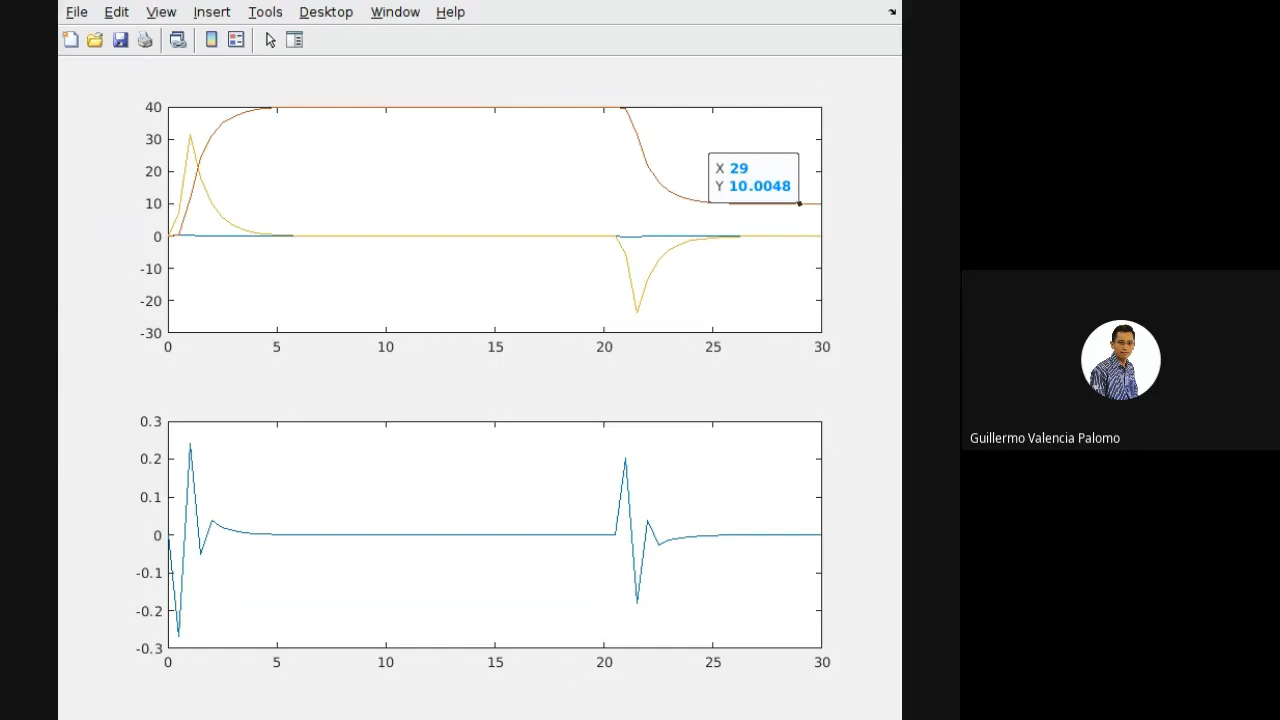 File Edit View Insert Tools Desktop Window Help
40
30
20
10
0
-10
-20
-30
0 5 10 15 20 25 30
X 29
Y 10.0048
0.3
0.2
0.1
0
-0.1
-0.2
-0.3
0 5 10 15 20 25 30
Guillermo Valencia Palomo